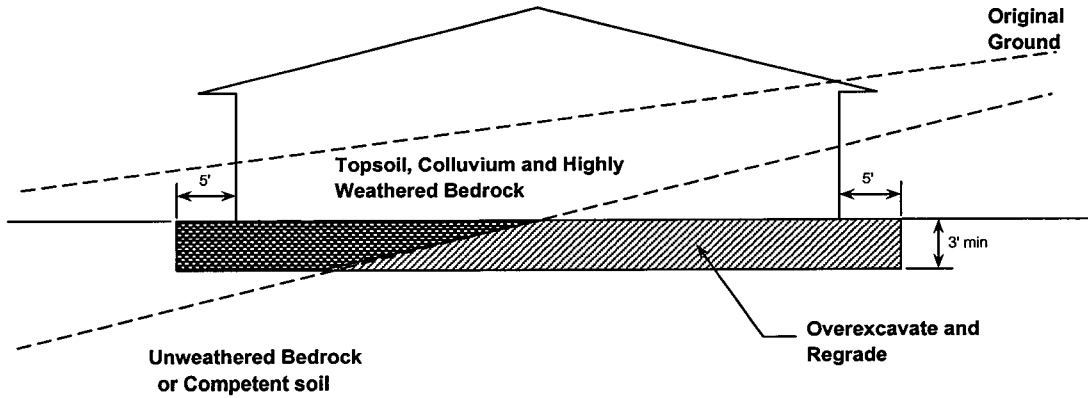 Original
Ground
Topsoil, Colluvium and Highly
Weathered Bedrock
5'
5'
3' min
Overexcavate and
Regrade
Unweathered Bedrock
or Competent soil